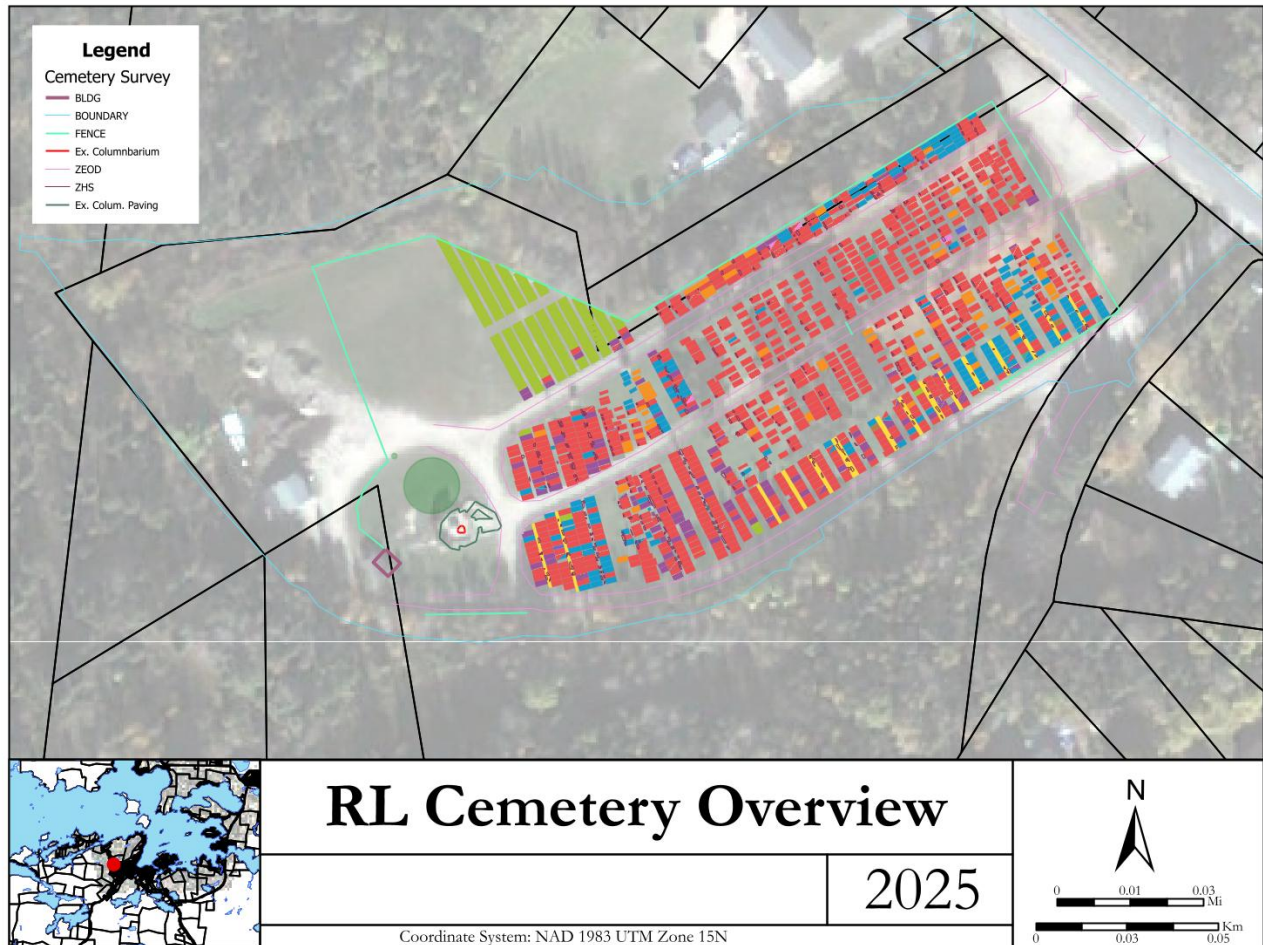 Legend
Cemetery Survey
BLDG
BOUNDARY
FENCE
Ex. Columnbarium
ZEOD
ZHS
Ex. Colum. Paving
RL Cemetery Overview
2025
Coordinate System: NAD 1983 UTM Zone 15N
N
0 0.01 0.03
Mi
Km
0 0.03 0.05